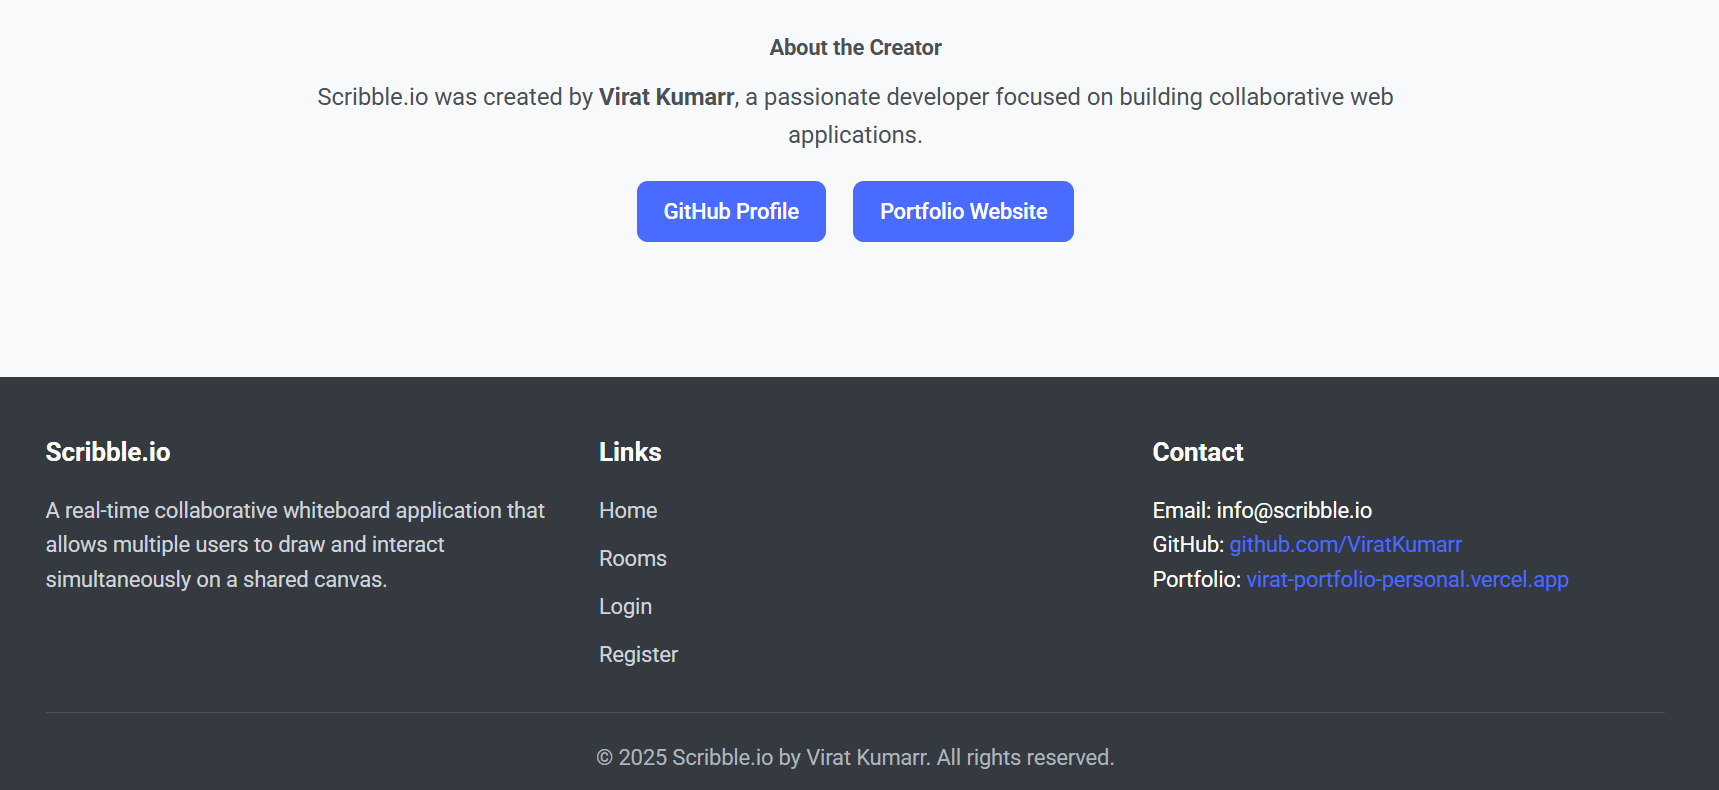 About the Creator
Scribble.io was created by Virat Kumarr, a passionate developer focused on building collaborative web
applications.
GitHub Profile
Portfolio Website
Scribble.io
A real-time collaborative whiteboard application that
allows multiple users to draw and interact
simultaneously on a shared canvas.
Links
Home
Rooms
Login
Register
Contact
Email: info@scribble.io
GitHub: github.com/ViratKumarr
Portfolio: virat-portfolio-personal.vercel.app
© 2025 Scribble.io by Virat Kumarr. All rights reserved.